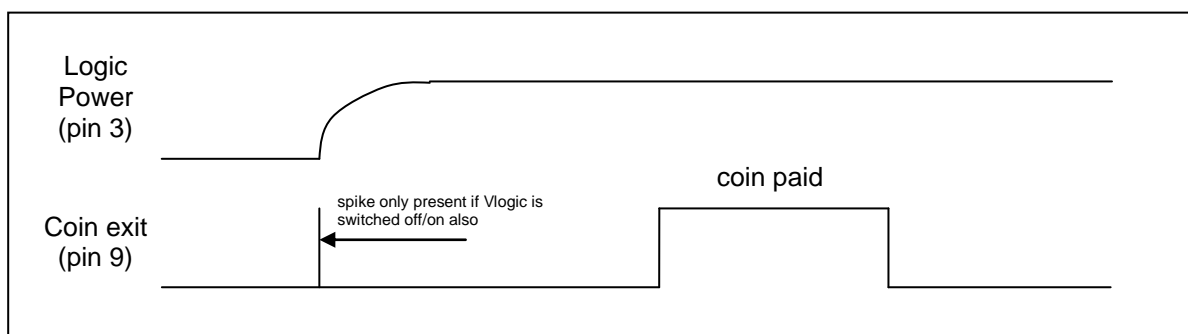 Logic
Power
(pin 3)
coin paid
spike only present if Vlogic is
switched off/on also
Coin exit
(pin 9)